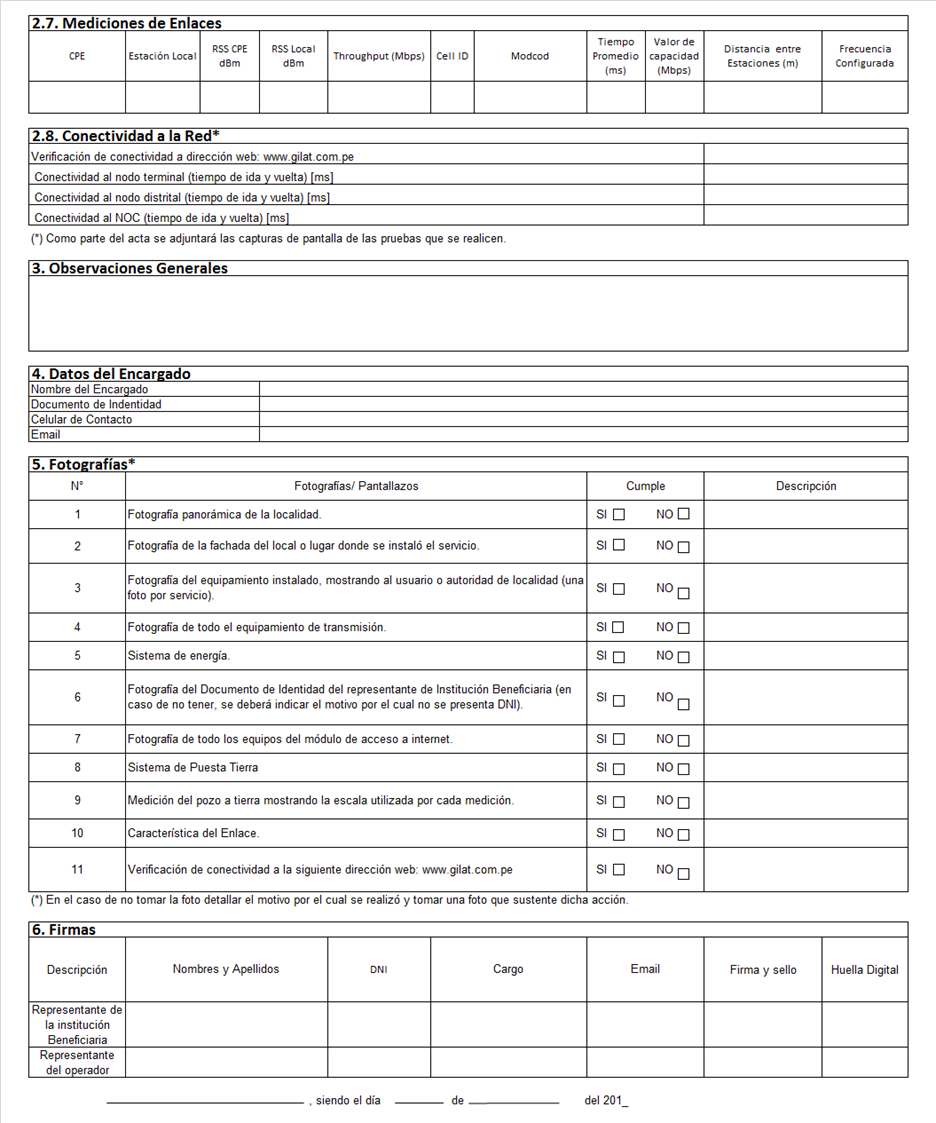 2.7. Mediciones de Enlaces
CPE Estación Local RSS CPE dBm RSS Local dBm Throughput (Mbps) Cell ID Modcod Tiempo Promedio (ms) Valor de capacidad (Mbps) Distancia entre Estaciones (m) Frecuencia Configurada
2.8. Conectividad a la Red*
Verificación de conectividad a dirección web: www.gilat.com.pe
Conectividad al nodo terminal (tiempo de ida y vuelta) [ms]
Conectividad al nodo distrital (tiempo de ida y vuelta) [ms]
Conectividad al NOC (tiempo de ida y vuelta) [ms]
(*) Como parte del acta se adjuntará las capturas de pantalla de las pruebas que se realicen.
3. Observaciones Generales
4. Datos del Encargado
Nombre del Encargado
Documento de Indentidad
Celular de Contacto
Email
5. Fotografías*
N° Fotografías/ Pantallazos Cumple Descripción
1 Fotografía panorámica de la localidad. SI NO
2 Fotografía de la fachada del local o lugar donde se instaló el servicio. SI NO
3 Fotografía del equipamiento instalado, mostrando al usuario o autoridad de localidad (una
foto por servicio). SI NO
4 Fotografía de todo el equipamiento de transmisión. SI NO
5 Sistema de energía. SI NO
6 Fotografía del Documento de Identidad del representante de Institución Beneficiaria (en
caso de no tener, se deberá indicar el motivo por el cual no se presenta DNI). SI NO
7 Fotografía de todo los equipos del módulo de acceso a internet. SI NO
8 Sistema de Puesta Tierra SI NO
9 Medición del pozo a tierra mostrando la escala utilizada por cada medición. SI NO
10 Característica del Enlace. SI NO
11 Verificación de conectividad a la siguiente dirección web: www.gilat.com.pe SI NO
(*) En el caso de no tomar la foto detallar el motivo por el cual se realizó y tomar una foto que sustente dicha acción.
6. Firmas
Descripción Nombres y Apellidos DNI Cargo Email Firma y sello Huella Digital
Representante de
la institución
Beneficiaria
Representante
del operador
, siendo el día ______ de ______ del 201_